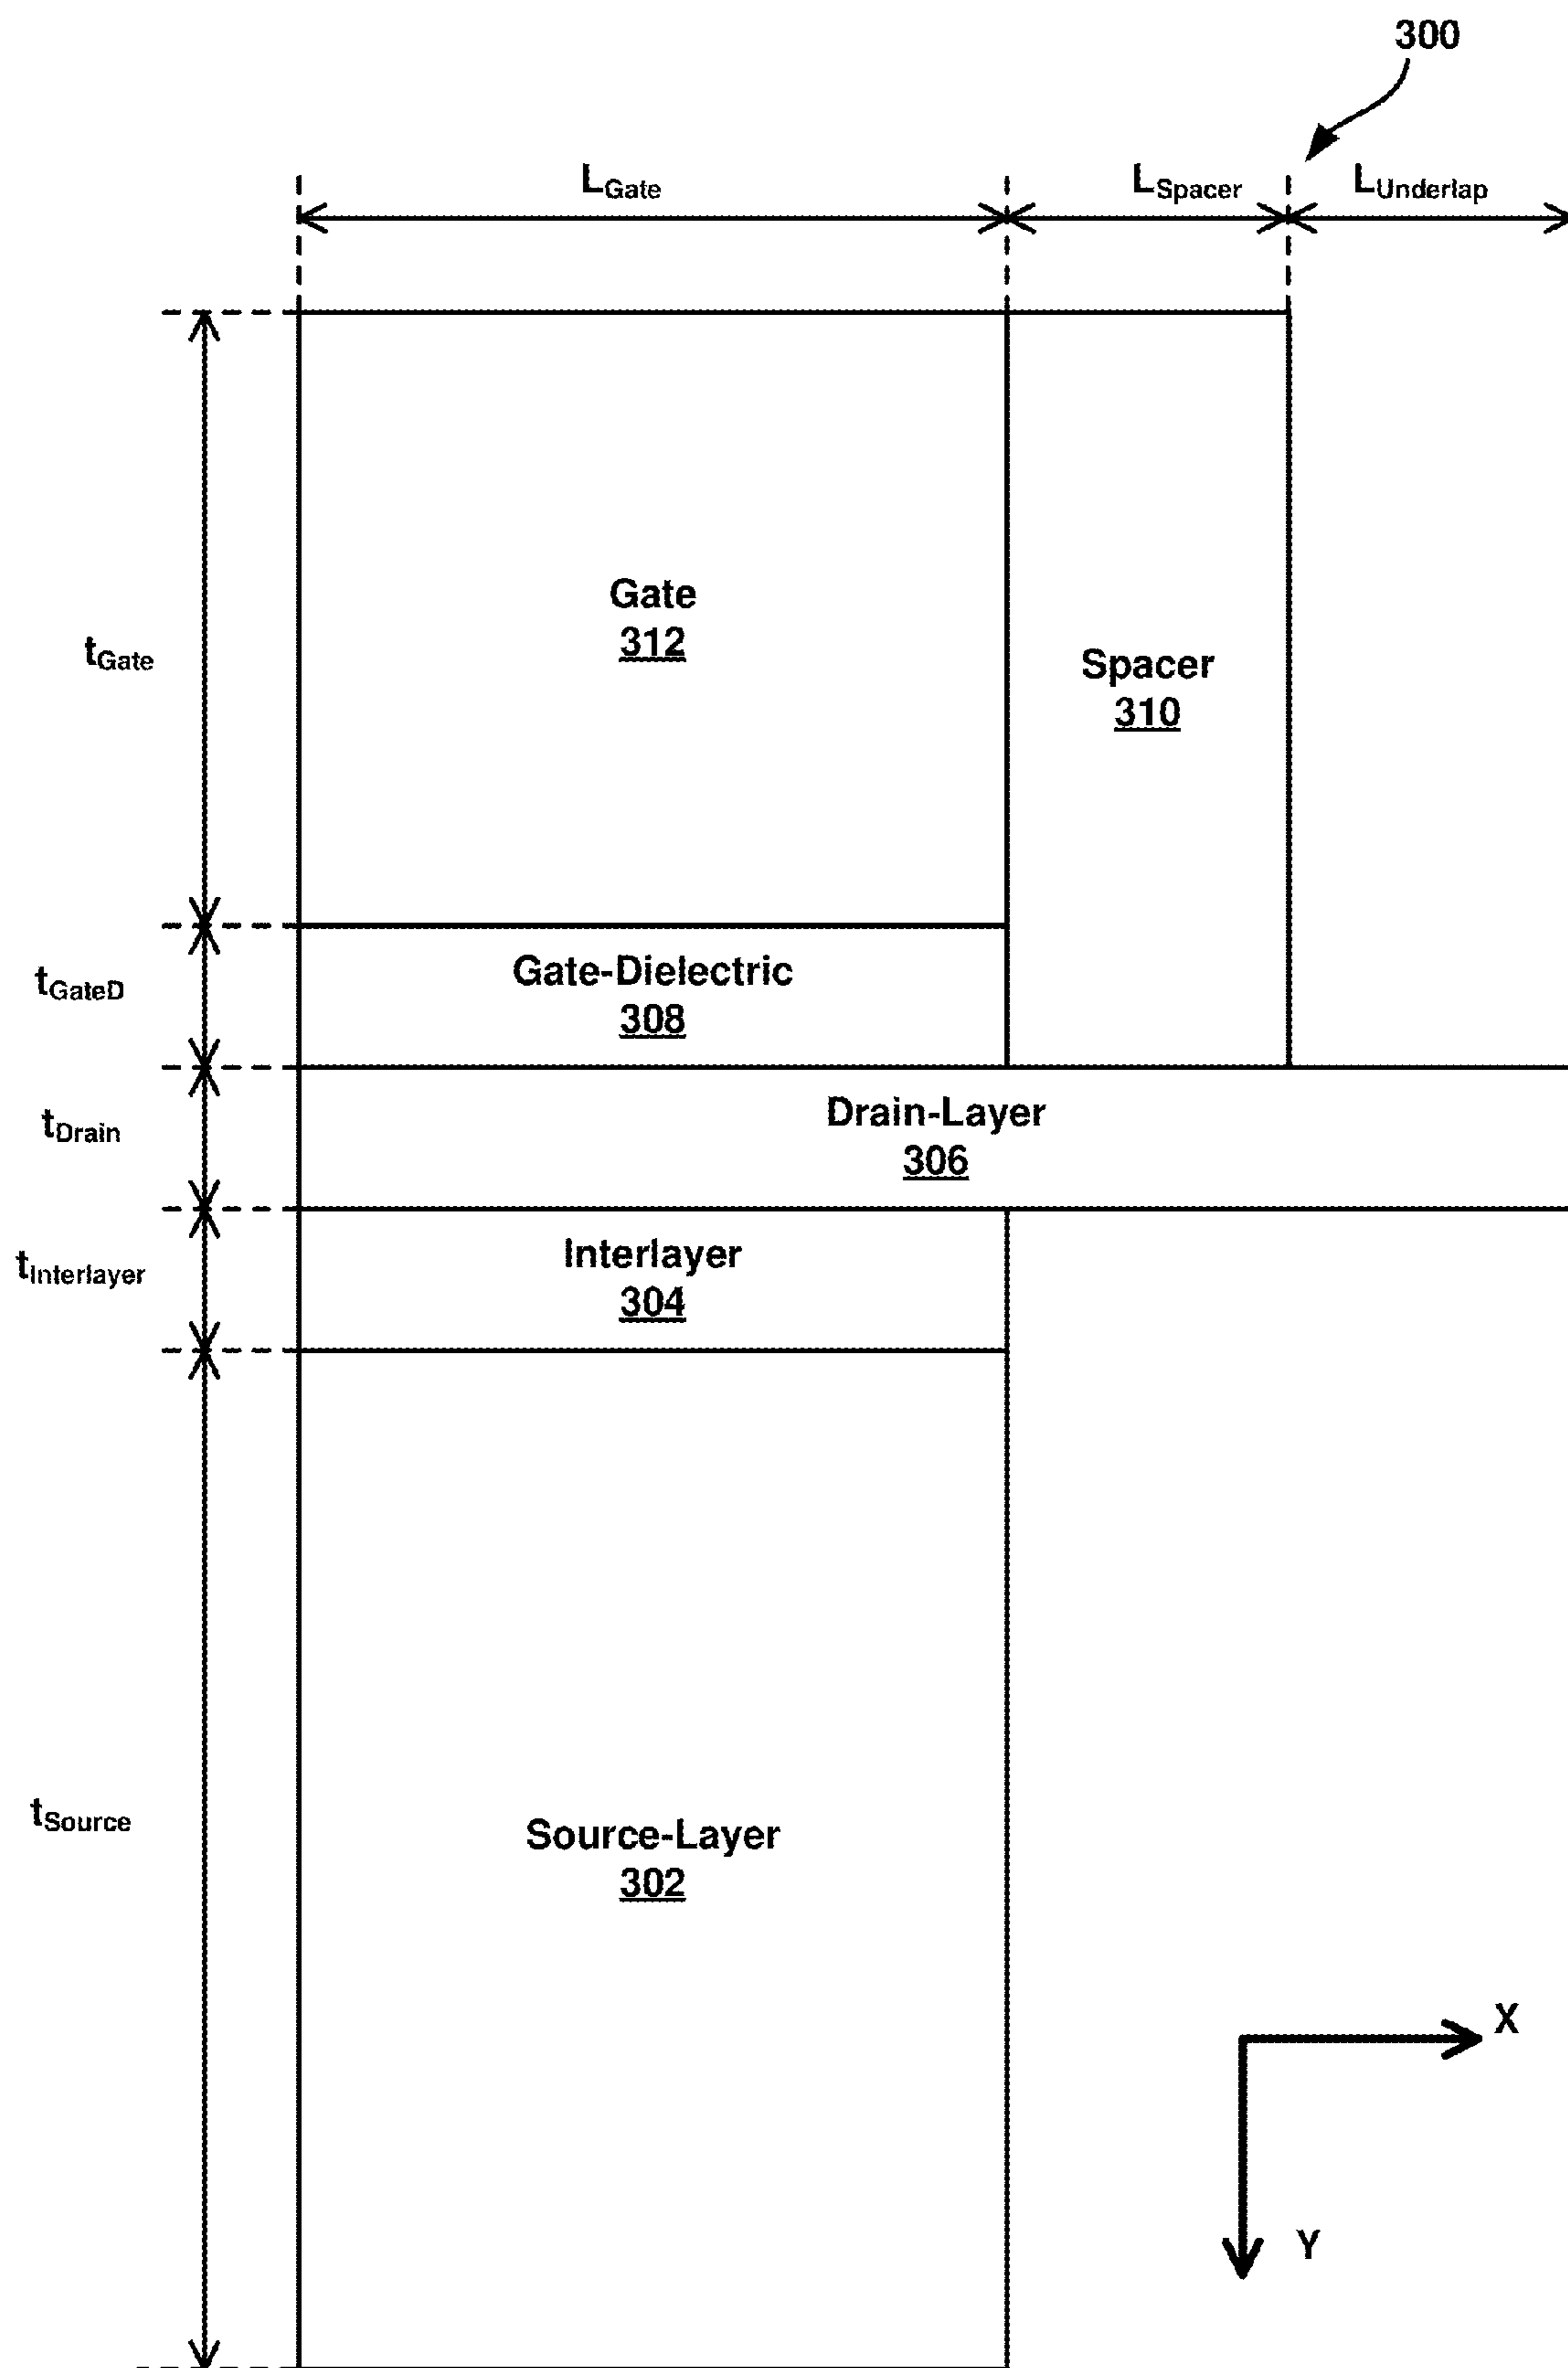 300
LGate LSpacer LUnderlap
Gate
312
tGate
Spacer
310
Gate-Dielectric
tGateD
308
Drain-Layer
tDrain
306
Interlayer
tInterlayer
304
tSource
Source-Layer
302
X
Y